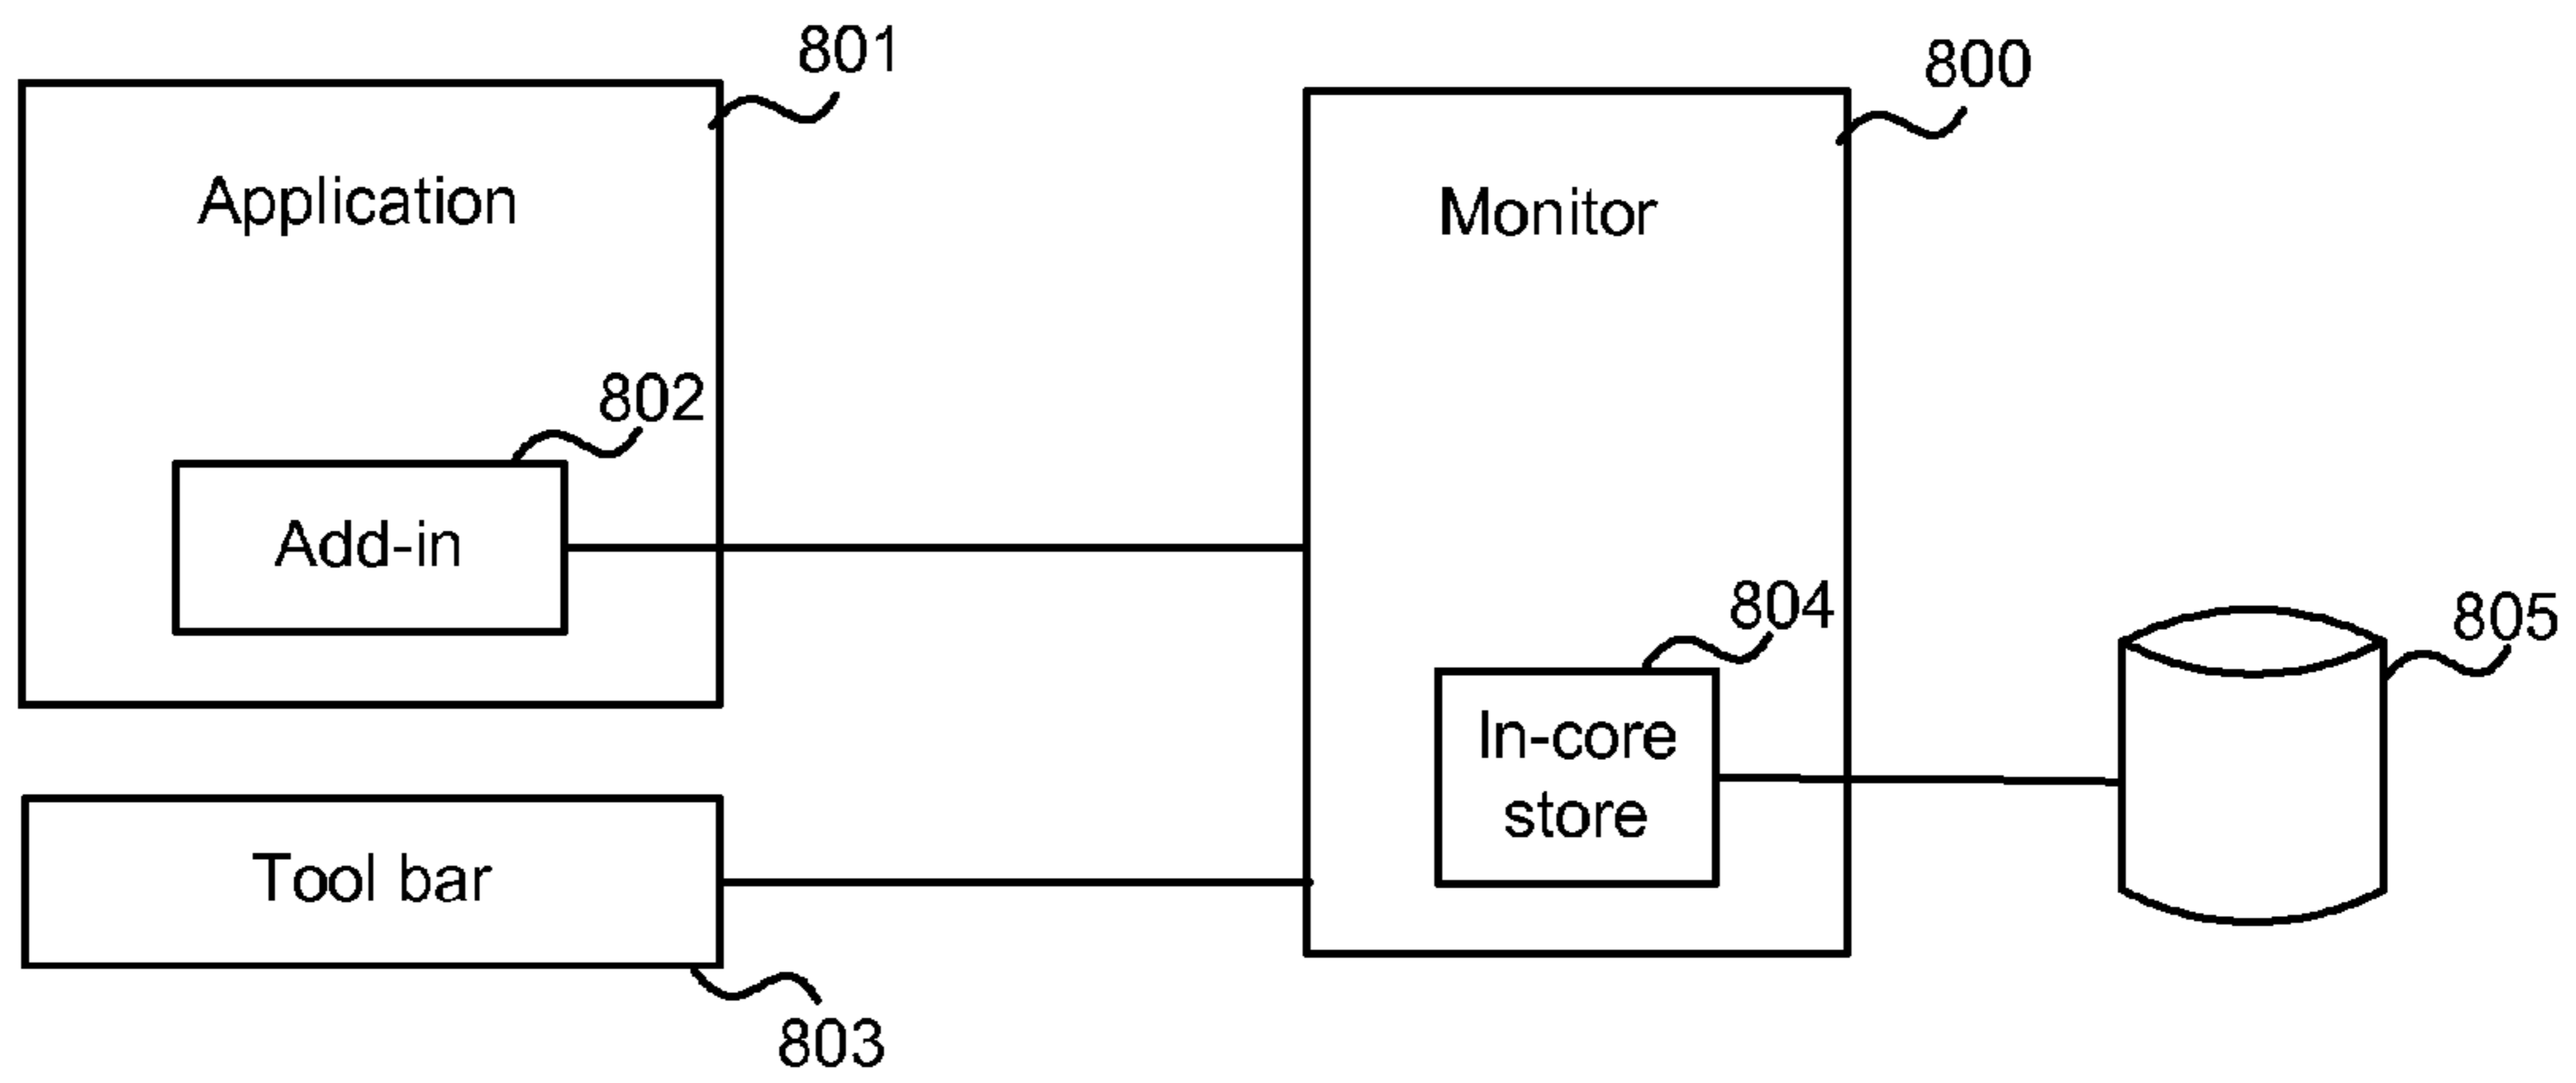 801
800
Application
Monitor
802
Add-in
804
805
In-core
store
Tool bar
803